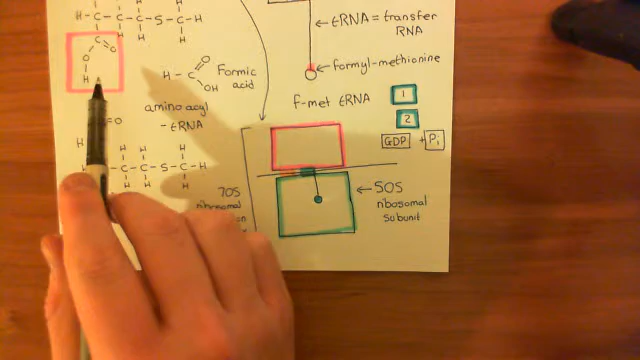 H-C-C-C-S-C-H
C
O
O
H
H-C
O
OH
Formic
acid
amino acyl
-tRNA
=O
H
H
H
H
H
C-C-C-S-C-H
H
H
H
← tRNA = transfer
RNA
← formyl-methionine
f-met tRNA
1
2
GDP + Pi
70S
← 50S
ribosomal
subunit